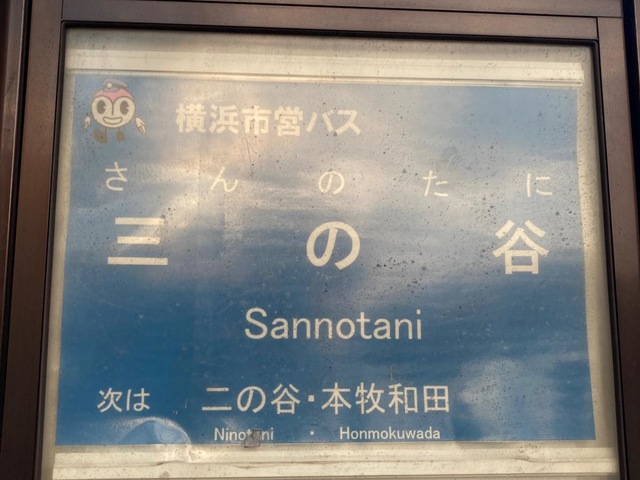 横浜市営バス
さんのたに
三の谷
Sannotani
次は 二の谷・本牧和田
Ninotani ・ Honmokuwada